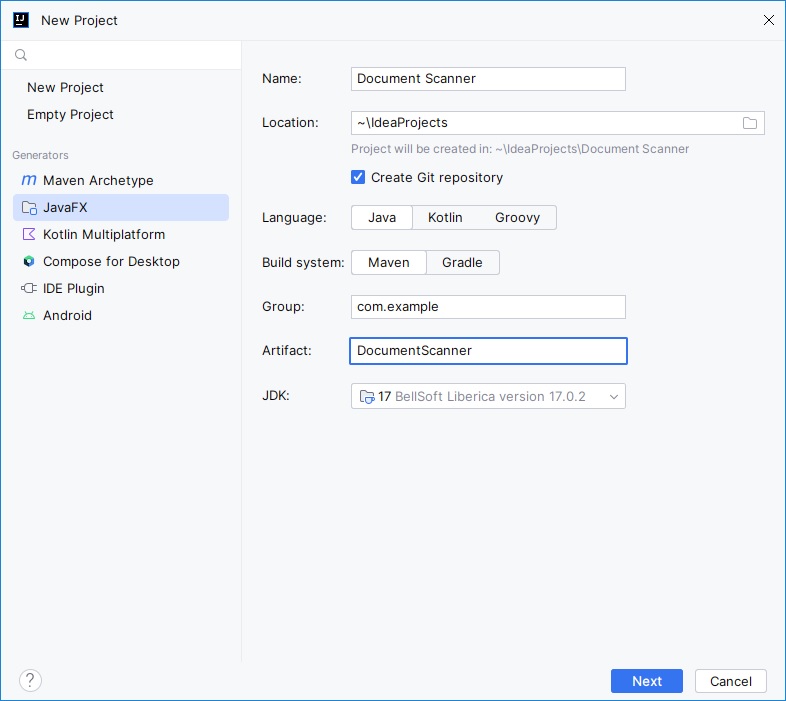 New Project
New Project
Empty Project
Generators
Maven Archetype
JavaFX
Kotlin Multiplatform
Compose for Desktop
IDE Plugin
Android
Name: Document Scanner
Location: ~\IdeaProjects
Project will be created in: ~\IdeaProjects\Document Scanner
Create Git repository
Language: Java Kotlin Groovy
Build system: Maven Gradle
Group: com.example
Artifact: DocumentScanner
JDK: 17 BellSoft Liberica version 17.0.2
? Next Cancel